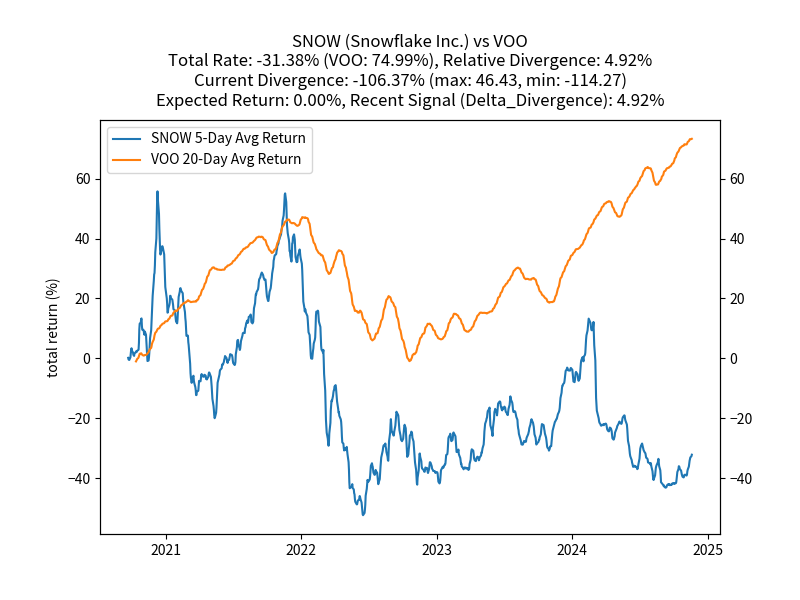 SNOW (Snowflake Inc.) vs VOO
Total Rate: -31.38% (VOO: 74.99%), Relative Divergence: 4.92%
Current Divergence: -106.37% (max: 46.43, min: -114.27)
Expected Return: 0.00%, Recent Signal (Delta_Divergence): 4.92%
SNOW 5-Day Avg Return
VOO 20-Day Avg Return
total return (%)
60 60
40 40
20 20
0 0
−20 −20
−40 −40
2021 2022 2023 2024 2025